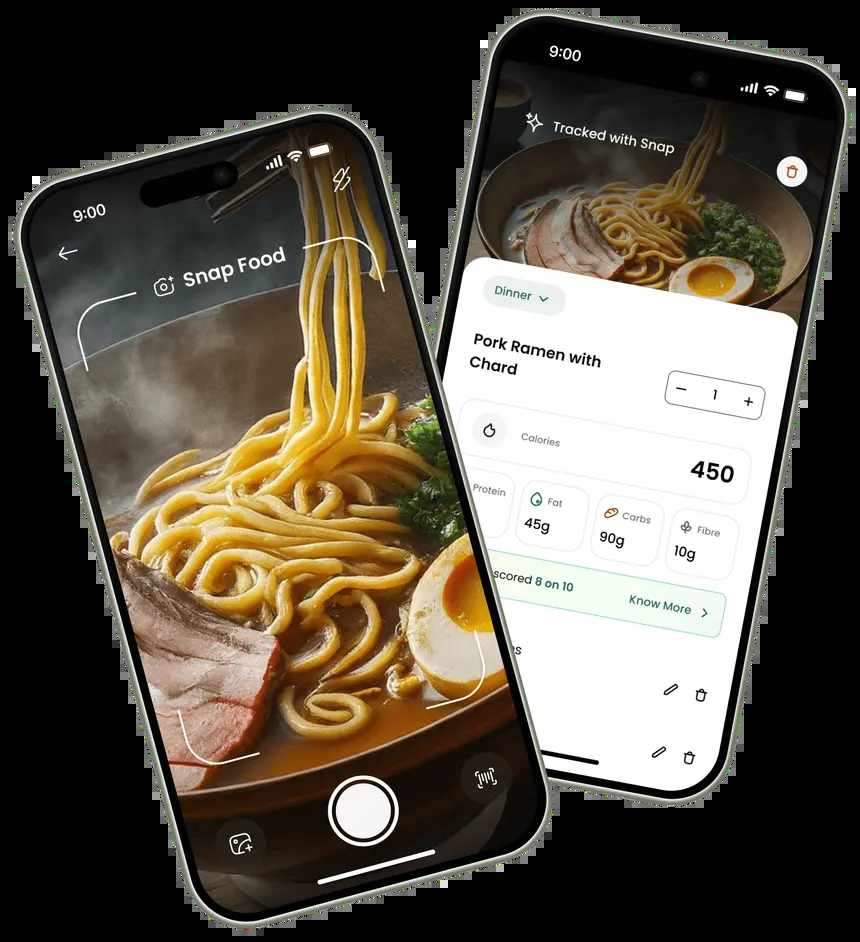 9:00
Snap Food
9:00
Tracked with Snap
Dinner
Pork Ramen with
Chard
1
Calories
450
Protein
Fat
Carbs
Fibre
45g
90g
10g
scored 8 on 10
Know More
es